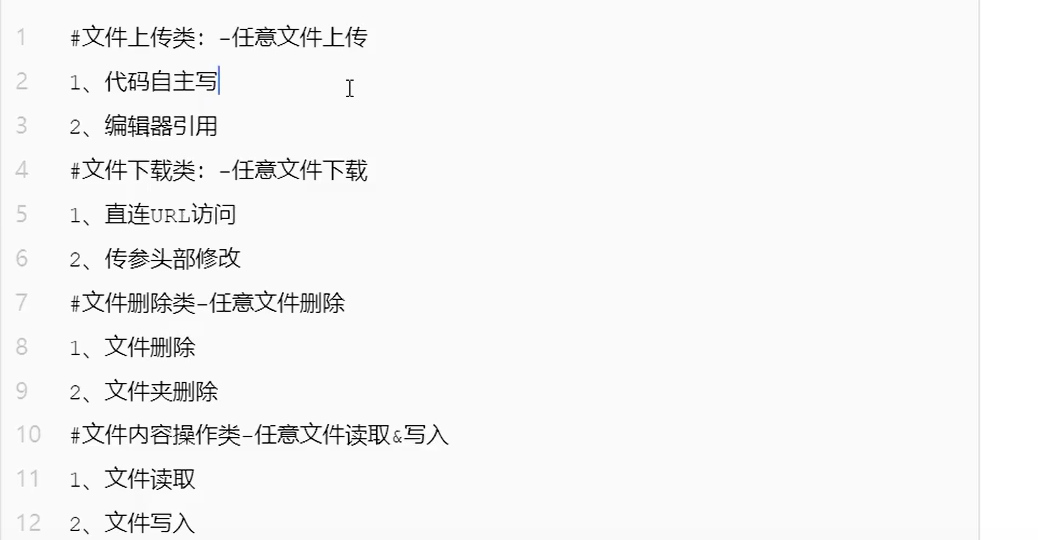 1 #文件上传类: -任意文件上传
2 1、代码自主写
3 2、编辑器引用
4 #文件下载类: -任意文件下载
5 1、直连URL访问
6 2、传参头部修改
7 #文件删除类-任意文件删除
8 1、文件删除
9 2、文件夹删除
10 #文件内容操作类-任意文件读取&写入
11 1、文件读取
12 2、文件写入